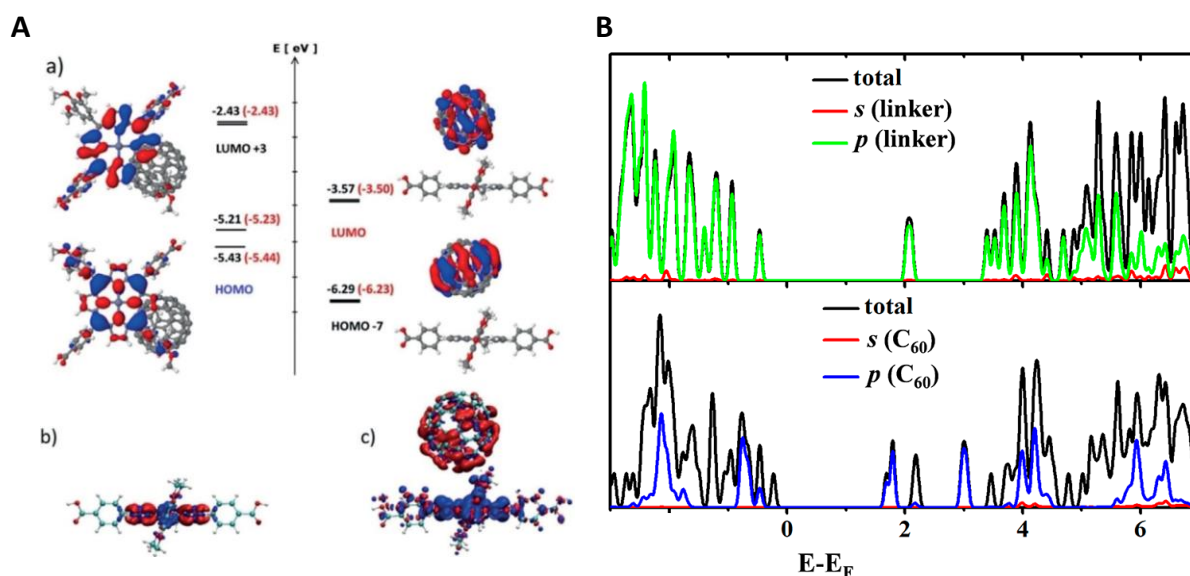 A
E [ eV ]
a)
-2.43 (-2.43)
LUMO +3
-3.57 (-3.50)
LUMO
-5.21 (-5.23)
-5.43 (-5.44)
HOMO
-6.29 (-6.23)
HOMO -7
b)
c)
B
total
s (linker)
p (linker)
total
s (C60)
p (C60)
0 2 4 6
E-EF